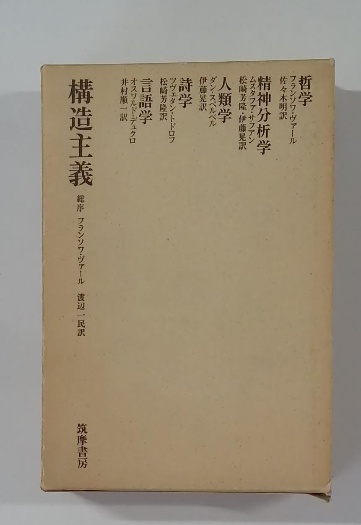 哲学
フランソワ・ヴァール
佐々木明訳
精神分析学
ムスタファ・サファン
松崎芳隆・伊藤晃訳
人類学
ダン・スペルベル
伊藤晃訳
詩学
ツヴェタン・トドロフ
松崎芳隆訳
言語学
オスワルド・デュクロ
井村順一訳
構造主義
総序 フランソワ・ヴァール 渡辺一民訳
筑摩書房